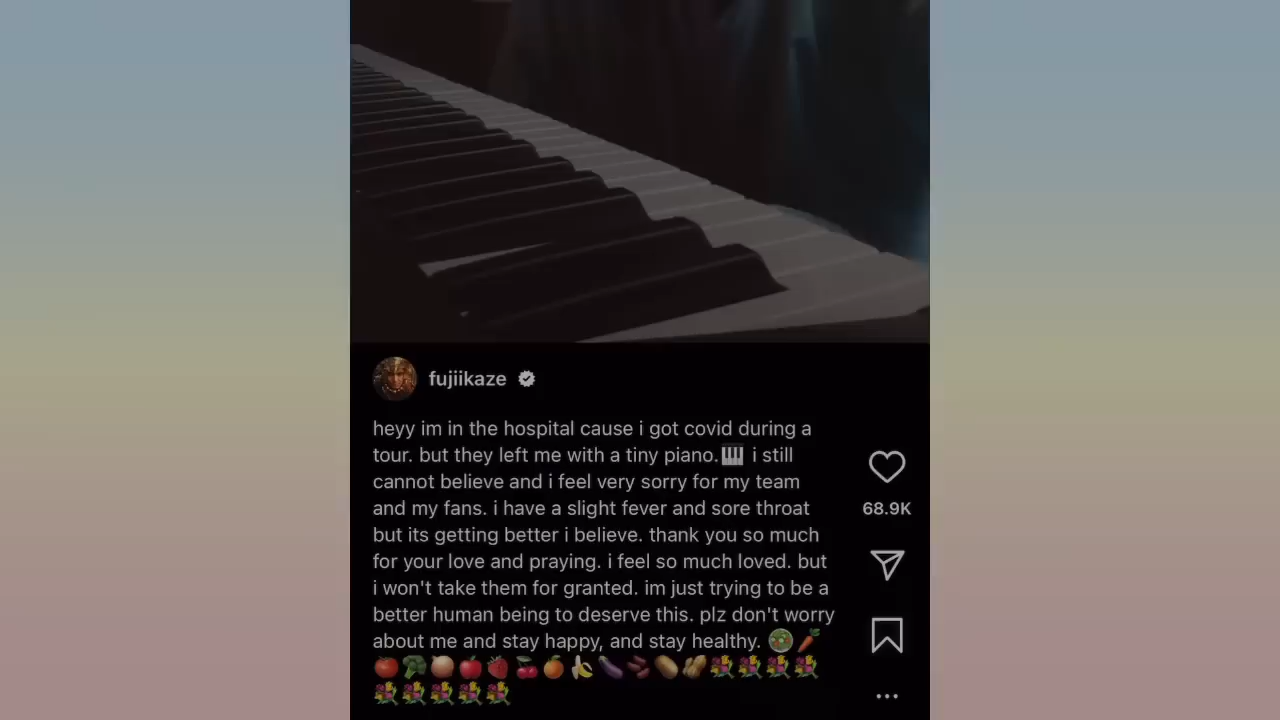 fujiikaze
heyy im in the hospital cause i got covid during a
tour. but they left me with a tiny piano.🎹 i still
cannot believe and i feel very sorry for my team
and my fans. i have a slight fever and sore throat
but its getting better i believe. thank you so much
for your love and praying. i feel so much loved. but
i won't take them for granted. im just trying to be a
better human being to deserve this. plz don't worry
about me and stay happy, and stay healthy. 🥗🥕
🍅🥦🧅🍎🍓🍒🍊🍌🍆🫘🥔🥜💐💐💐💐
💐💐💐💐💐
68.9K